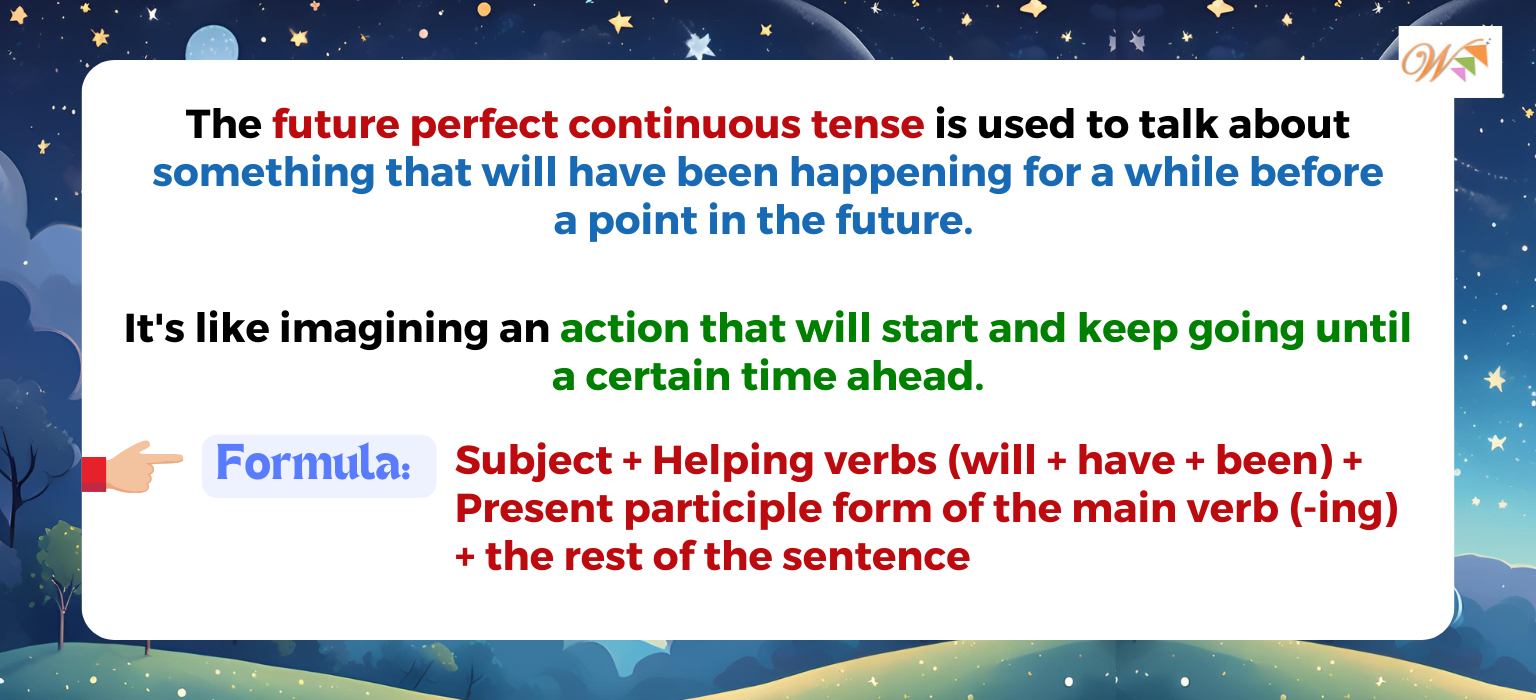 The future perfect continuous tense is used to talk about
something that will have been happening for a while before
a point in the future.
It's like imagining an action that will start and keep going until
a certain time ahead.
Formula: Subject + Helping verbs (will + have + been) +
Present participle form of the main verb (-ing)
+ the rest of the sentence
W